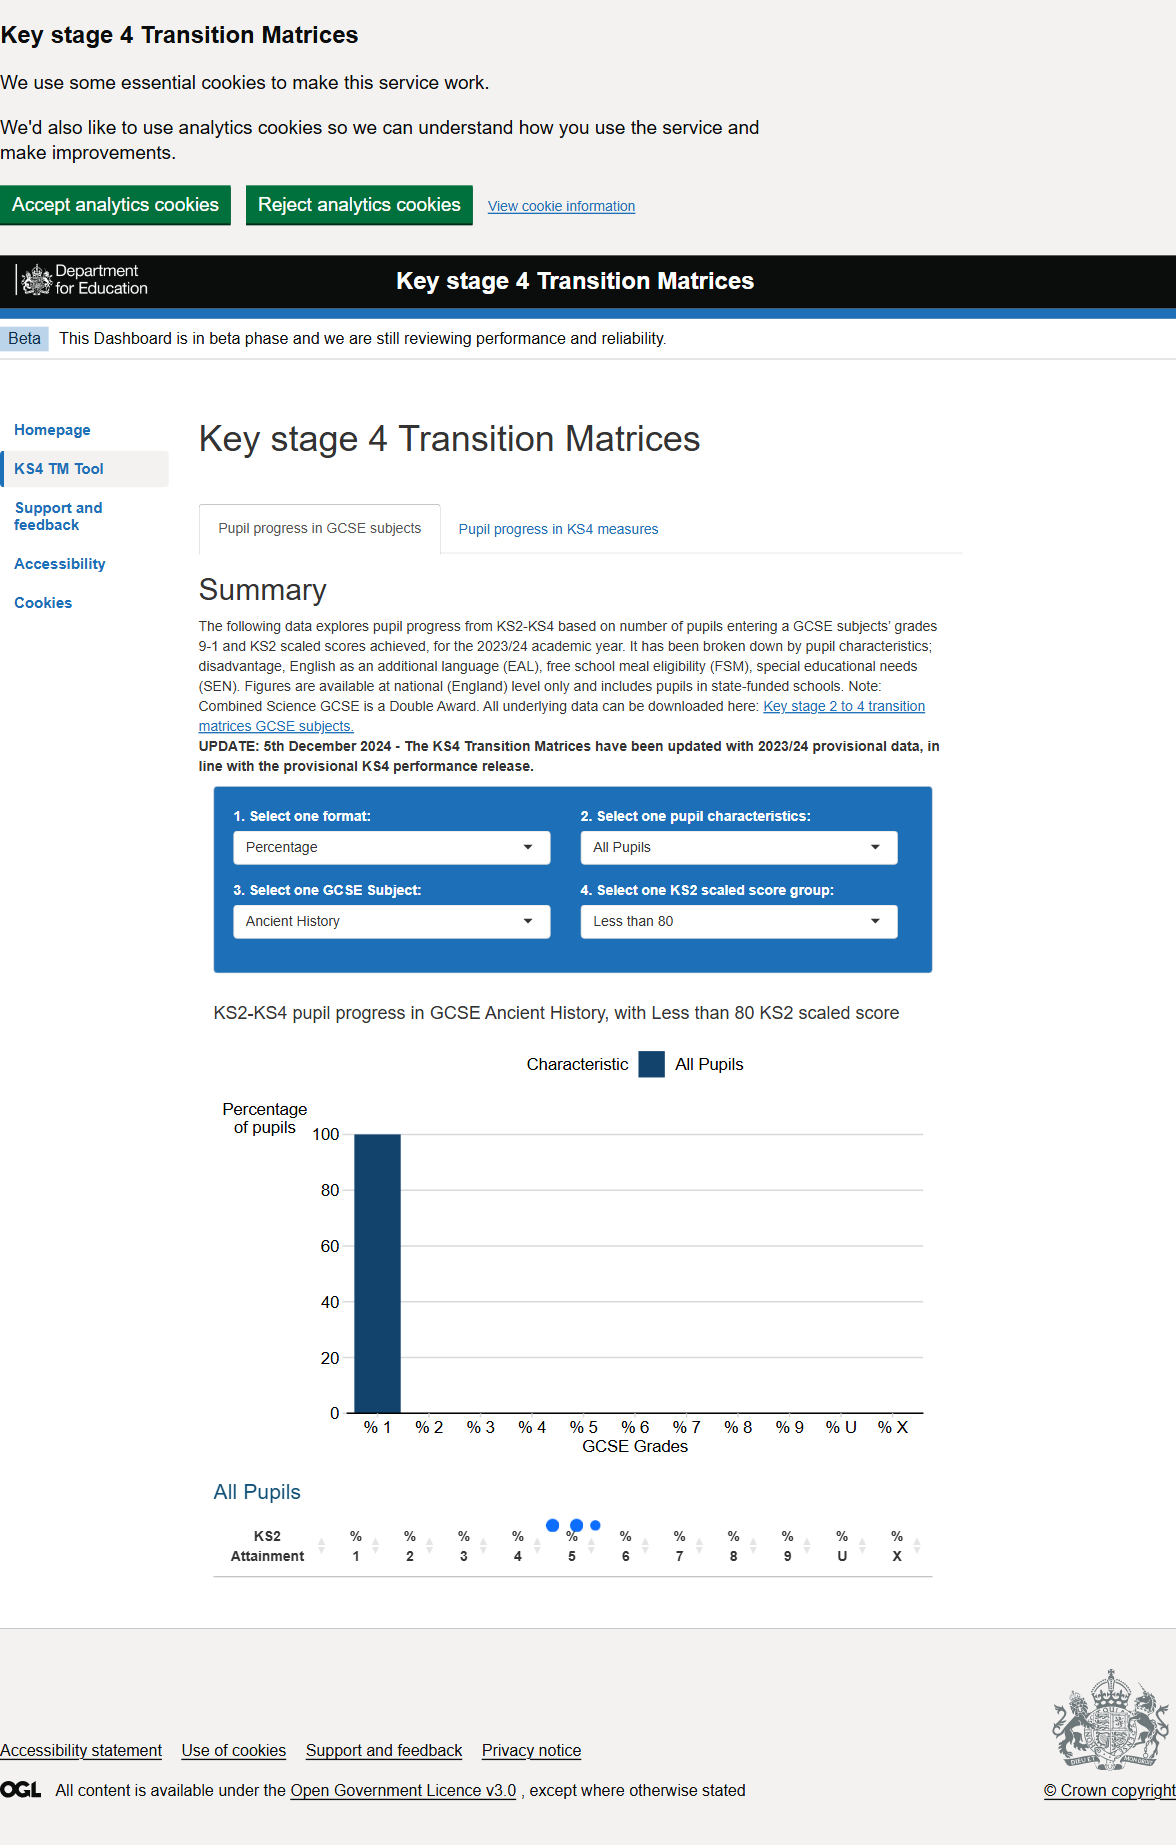 Key stage 4 Transition Matrices
We use some essential cookies to make this service work.
We'd also like to use analytics cookies so we can understand how you use the service and
make improvements.
Accept analytics cookies Reject analytics cookies View cookie information
Department
for Education
Key stage 4 Transition Matrices
Beta This Dashboard is in beta phase and we are still reviewing performance and reliability.
Homepage
KS4 TM Tool
Support and
feedback
Accessibility
Cookies
Key stage 4 Transition Matrices
Pupil progress in GCSE subjects Pupil progress in KS4 measures
Summary
The following data explores pupil progress from KS2-KS4 based on number of pupils entering a GCSE subjects' grades
9-1 and KS2 scaled scores achieved, for the 2023/24 academic year. It has been broken down by pupil characteristics;
disadvantage, English as an additional language (EAL), free school meal eligibility (FSM), special educational needs
(SEN). Figures are available at national (England) level only and includes pupils in state-funded schools. Note:
Combined Science GCSE is a Double Award. All underlying data can be downloaded here: Key stage 2 to 4 transition
matrices GCSE subjects.
UPDATE: 5th December 2024 - The KS4 Transition Matrices have been updated with 2023/24 provisional data, in
line with the provisional KS4 performance release.
1. Select one format: 2. Select one pupil characteristics:
Percentage All Pupils
3. Select one GCSE Subject: 4. Select one KS2 scaled score group:
Ancient History Less than 80
KS2-KS4 pupil progress in GCSE Ancient History, with Less than 80 KS2 scaled score
Characteristic All Pupils
Percentage
of pupils
100
80
60
40
20
0
% 1 % 2 % 3 % 4 % 5 % 6 % 7 % 8 % 9 % U % X
GCSE Grades
All Pupils
KS2 % % % % % % % % % % %
Attainment 1 2 3 4 5 6 7 8 9 U X
Accessibility statement Use of cookies Support and feedback Privacy notice
OGL All content is available under the Open Government Licence v3.0 , except where otherwise stated
© Crown copyright